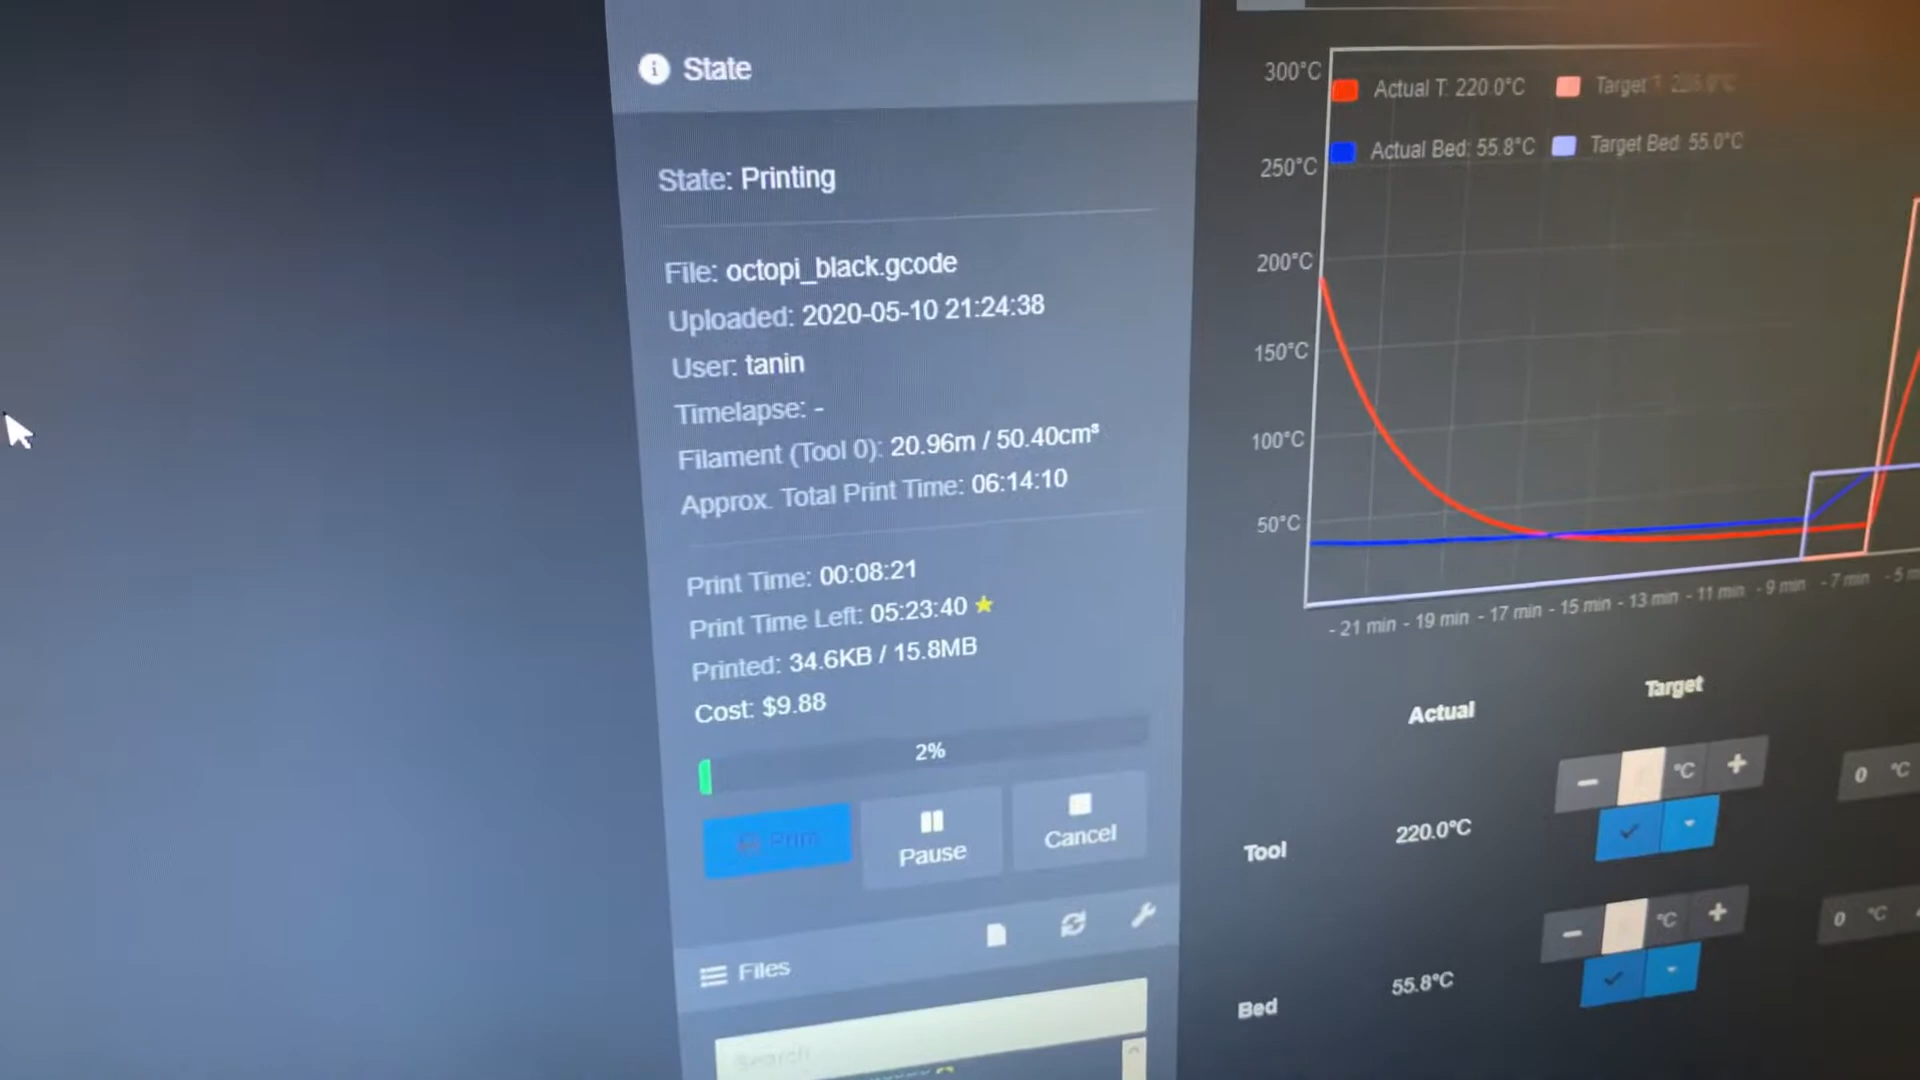 State
State: Printing
File: octopi_black.gcode
Uploaded: 2020-05-10 21:24:38
User: tanin
Timelapse: -
Filament (Tool 0): 20.96m / 50.40cm³
Approx. Total Print Time: 06:14:10
Print Time: 00:08:21
Print Time Left: 05:23:40
Printed: 34.6KB / 15.8MB
Cost: $9.88
2%
Print
Pause
Cancel
Files
Search
300°C
250°C
200°C
150°C
100°C
50°C
Actual T: 220.0°C
Target
Actual Bed: 55.8°C
Target Bed: 55.0°C
- 21 min - 19 min - 17 min - 15 min - 13 min - 11 min - 9 min - 7 min - 5
Actual Target
Tool 220.0°C °C 0 °C
Bed 55.8°C °C 0 °C